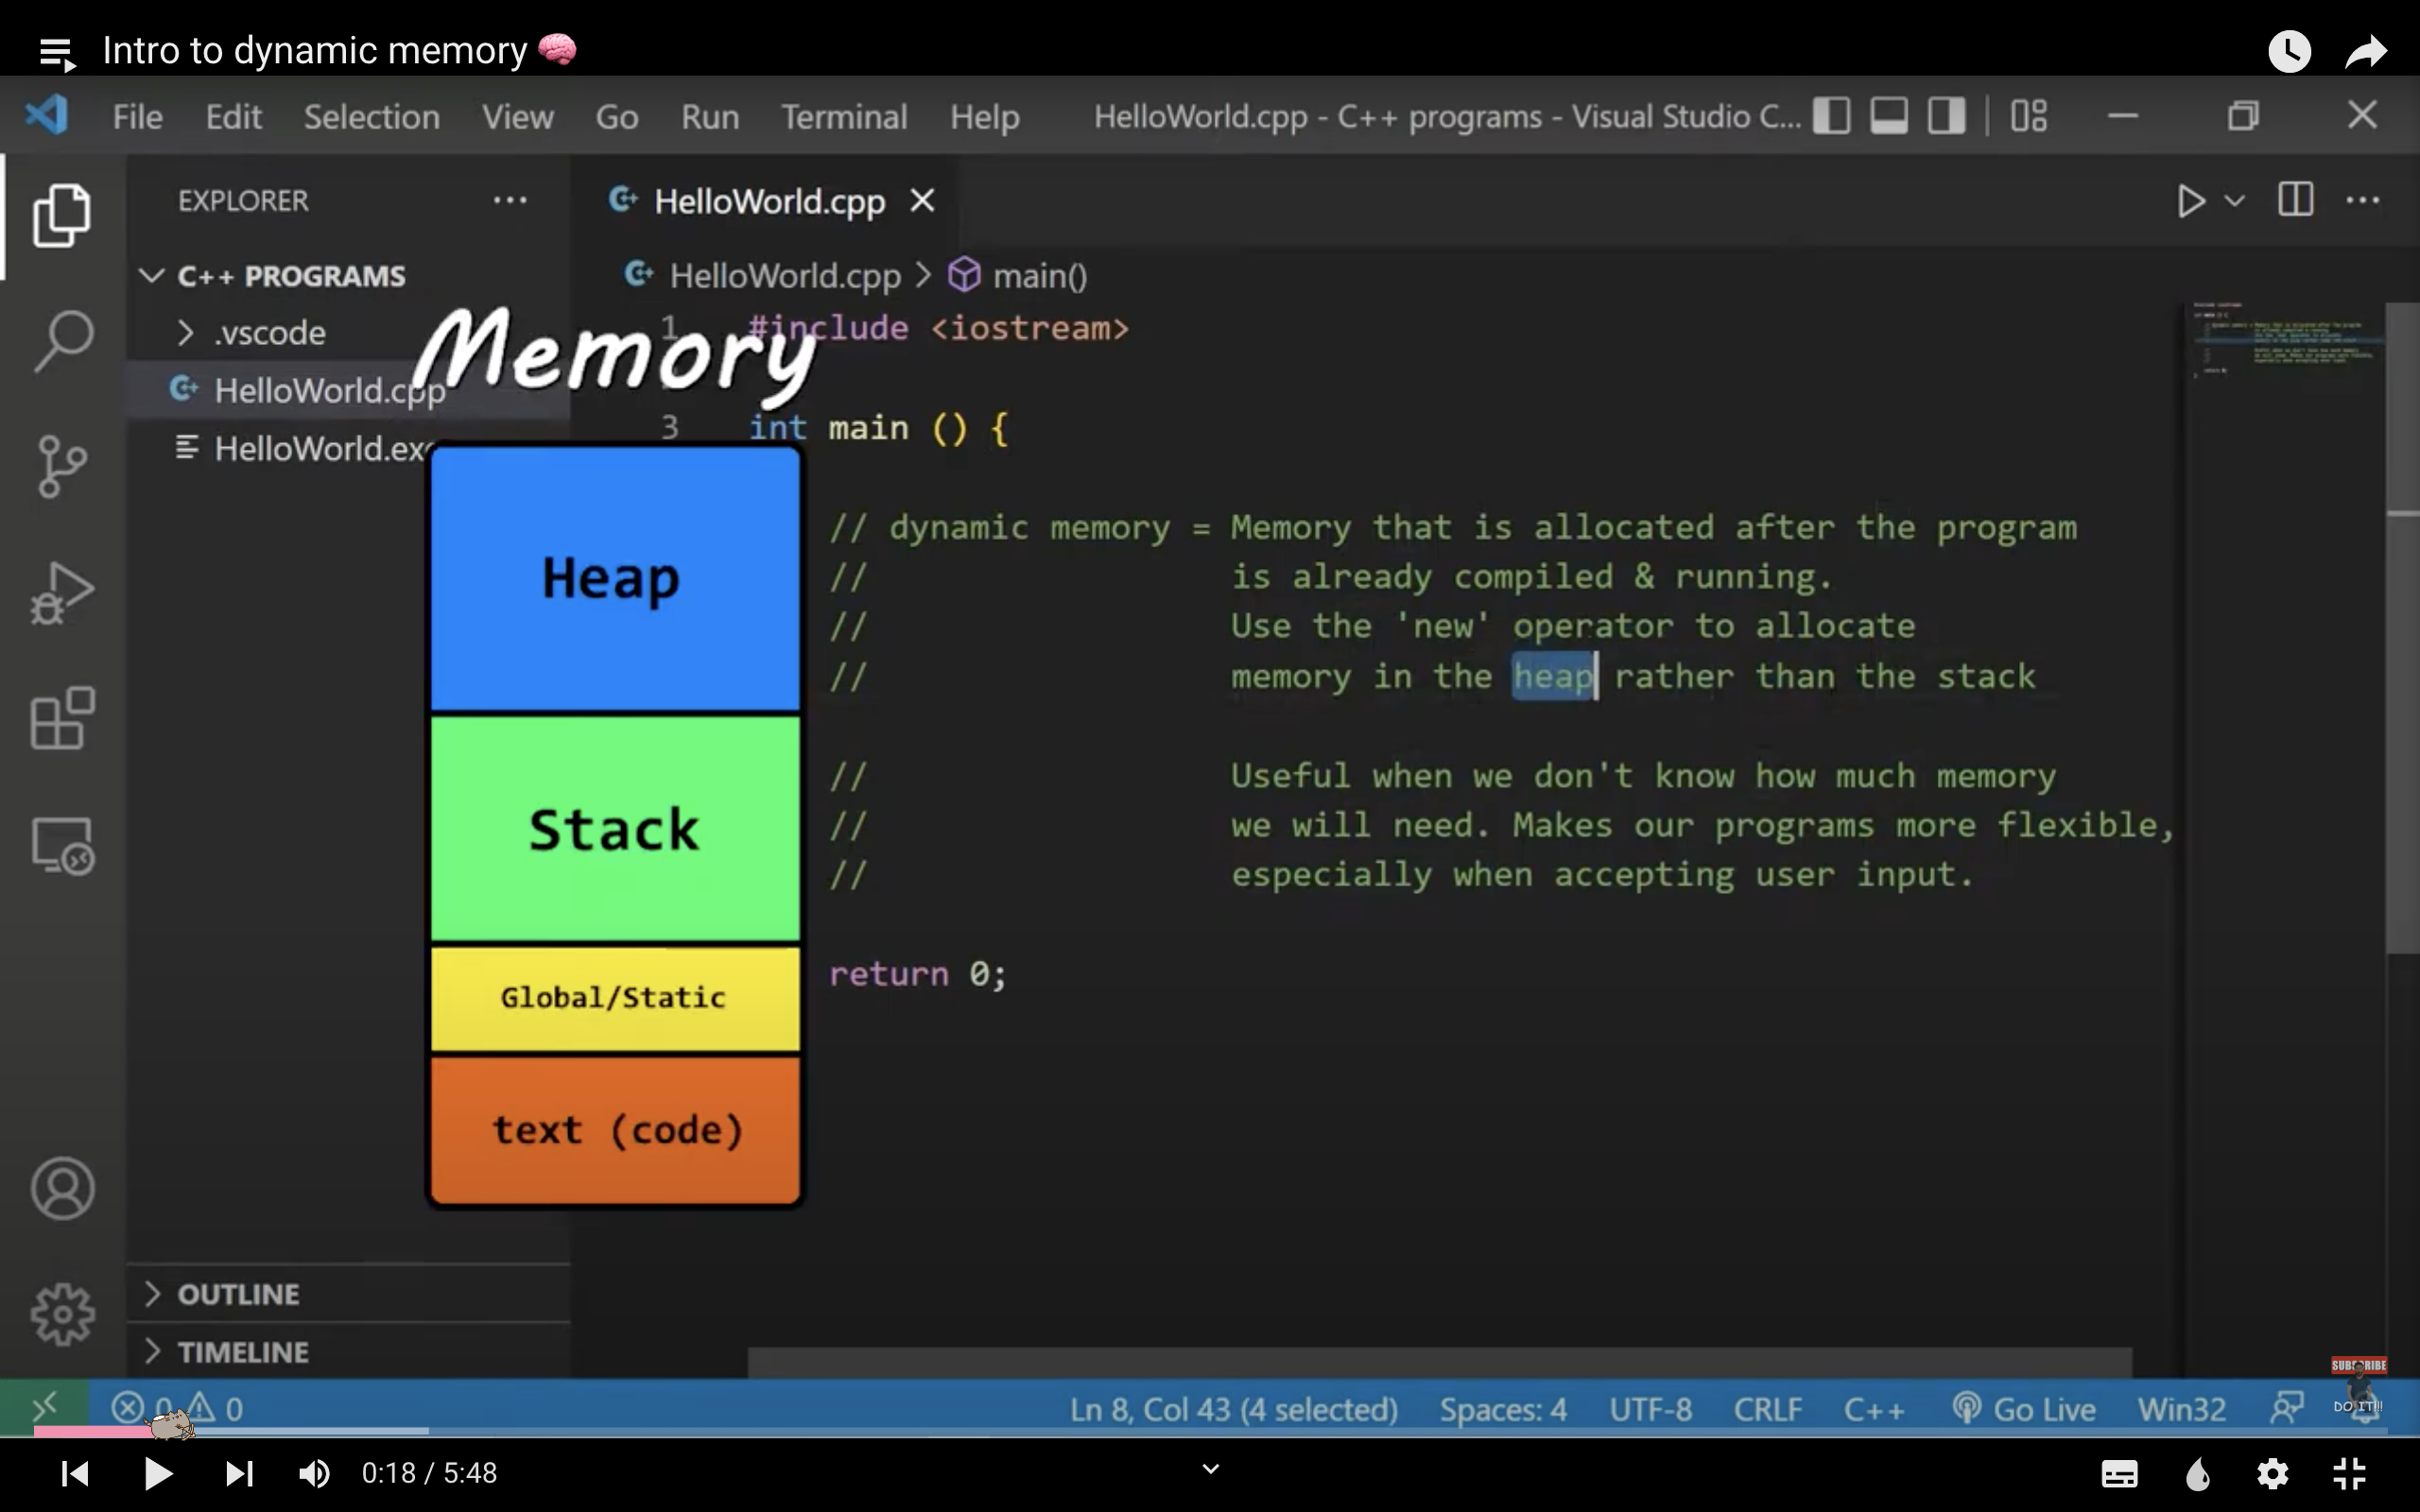 Intro to dynamic memory
File Edit Selection View Go Run Terminal Help HelloWorld.cpp - C++ programs - Visual Studio C...
EXPLORER
HelloWorld.cpp
C++ PROGRAMS
HelloWorld.cpp > main()
.vscode
HelloWorld.cpp
HelloWorld.exe
Memory
Heap
Stack
Global/Static
text (code)
1 #include <iostream>
3 int main () {
// dynamic memory = Memory that is allocated after the program
// is already compiled & running.
// Use the 'new' operator to allocate
// memory in the heap rather than the stack
// Useful when we don't know how much memory
// we will need. Makes our programs more flexible,
// especially when accepting user input.
return 0;
OUTLINE
TIMELINE
SUBSCRIBE
DO IT!!!
0 0 Ln 8, Col 43 (4 selected) Spaces: 4 UTF-8 CRLF C++ Go Live Win32
0:18 / 5:48